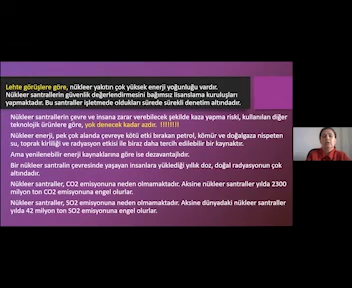 Lehte görüşlere göre, nükleer yakıtın çok yüksek enerji yoğunluğu vardır.
Nükleer santrallerin güvenlik değerlendirmesini bağımsız lisanslama kuruluşları
yapmaktadır. Bu santraller işletmede oldukları sürede sürekli denetim altındadır.
Nükleer santrallerin çevre ve insana zarar verebilecek şekilde kaza yapma riski, kullanılan diğer
teknolojik ürünlere göre, yok denecek kadar azdır. !!!!!!!!
Nükleer enerji, pek çok alanda çevreye kötü etki bırakan petrol, kömür ve doğalgaza nispeten
su, toprak kirliliği ve radyasyon etkisi ile biraz daha tercih edilebilir bir kaynaktır.
Ama yenilenebilir enerji kaynaklarına göre ise dezavantajlıdır.
Bir nükleer santralin çevresinde yaşayan insanlara yüklediği yıllık doz, doğal radyasyonun çok
altındadır.
Nükleer santraller, CO2 emisyonuna neden olmamaktadır. Aksine nükleer santraller yılda 2300
milyon ton CO2 emisyonuna engel olurlar.
Nükleer santraller, SO2 emisyonuna neden olmamaktadır. Aksine dünyadaki nükleer santraller
yılda 42 milyon ton SO2 emisyonuna engel olurlar.